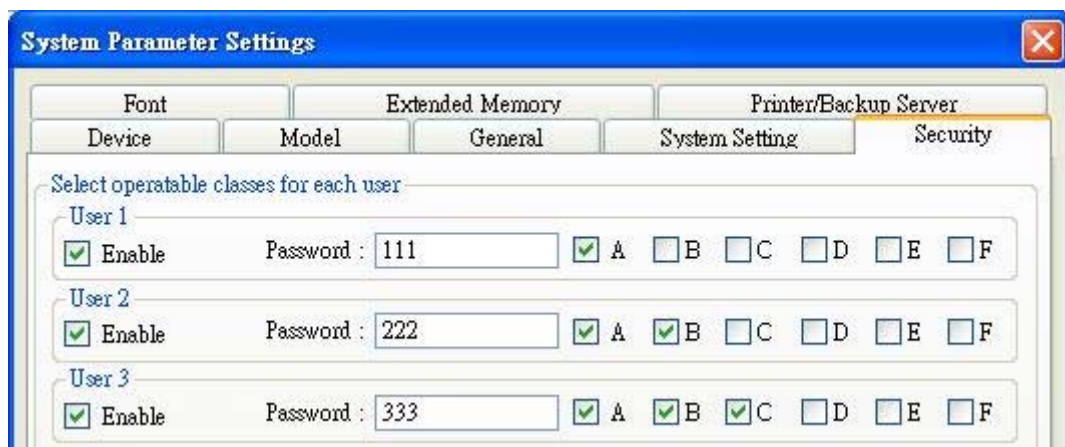 System Parameter Settings
Font Extended Memory Printer/Backup Server
Device Model General System Setting Security
Select operatable classes for each user
User 1
Enable Password : 111 A B C D E F
User 2
Enable Password : 222 A B C D E F
User 3
Enable Password : 333 A B C D E F